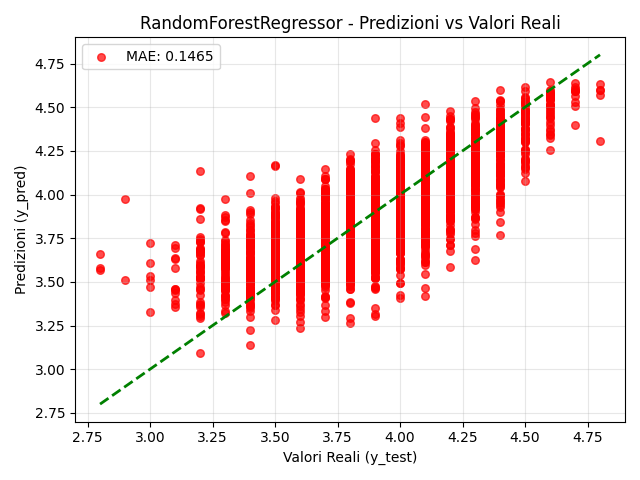 RandomForestRegressor - Predizioni vs Valori Reali
MAE: 0.1465
Predizioni (y_pred)
4.75
4.50
4.25
4.00
3.75
3.50
3.25
3.00
2.75
2.75 3.00 3.25 3.50 3.75 4.00 4.25 4.50 4.75
Valori Reali (y_test)